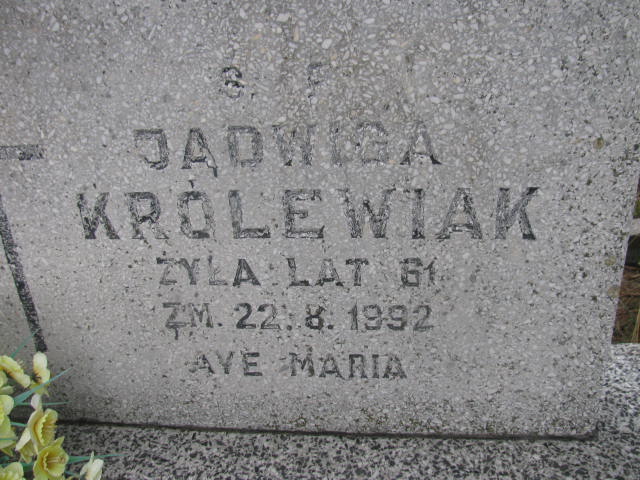 Ś. P.
JADWIGA
KRÓLEWIAK
ŻYŁA LAT 61
ZM. 22.8.1992
AVE MARIA